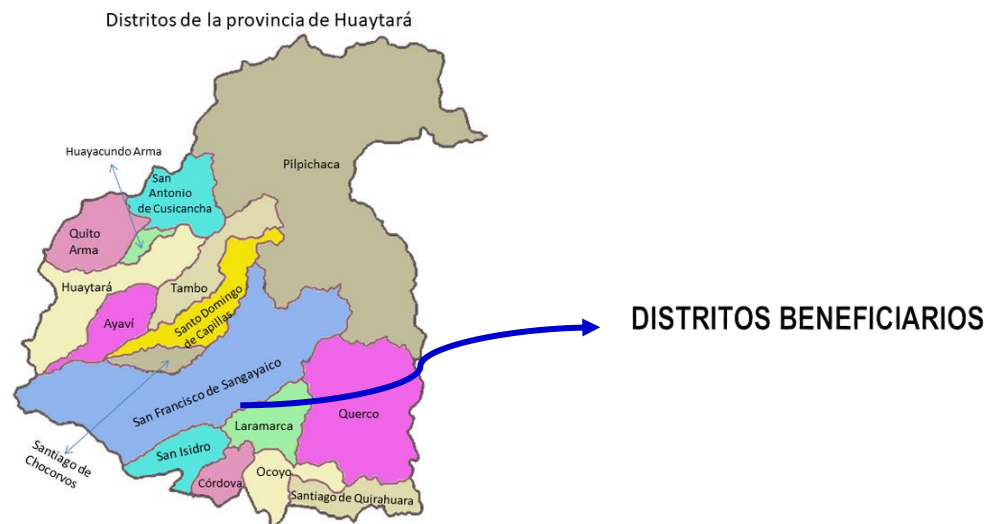 Distritos de la provincia de Huaytará
Huayacundo Arma
Pilpichaca
San
Antonio
de Cusicancha
Quito
Arma
Huaytará
Tambo
Ayaví
Santo Domingo
de Capillas
DISTRITOS BENEFICIARIOS
San Francisco de Sangayaico
Querco
Laramarca
Santiago de
Chocorvos
San Isidro
Córdova
Ocoyo
Santiago de Quirahuara